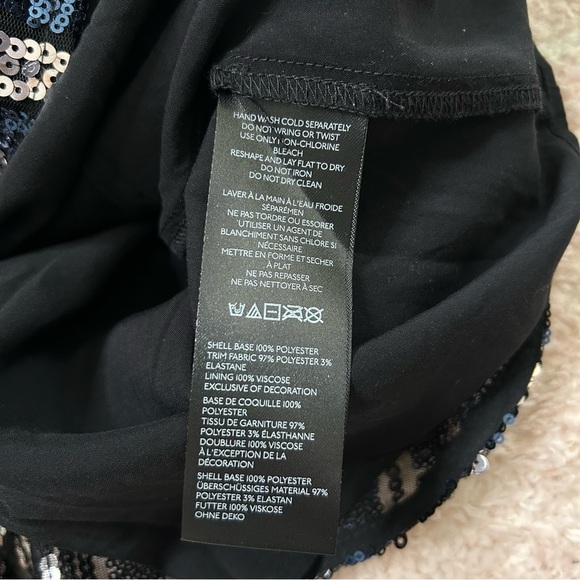 HAND WASH COLD SEPARATELY
DO NOT WRING OR TWIST
USE ONLY NON-CHLORINE
BLEACH
RESHAPE AND LAY FLAT TO DRY
DO NOT IRON
DO NOT DRY CLEAN
LAVER À LA MAIN À L'EAU FROIDE
SÉPARÉMEN
NE PAS TORDRE OU ESSORER
UTILISER UN AGENT DE
BLANCHIMENT SANS CHLORE SI
NÉCESSAIRE
METTRE EN FORME ET SECHER
À PLAT
NE PAS REPASSER
NE PAS NETTOYER À SEC
SHELL BASE 100% POLYESTER
TRIM FABRIC 97% POLYESTER 3%
ELASTANE
LINING 100% VISCOSE
EXCLUSIVE OF DECORATION
BASE DE COQUILLE 100%
POLYESTER
TISSU DE GARNITURE 97%
POLYESTER 3% ÉLASTHANNE
DOUBLURE 100% VISCOSE
À L'EXCEPTION DE LA
DÉCORATION
SHELL BASE 100% POLYESTER
ÜBERSCHÜSSIGES MATERIAL 97%
POLYESTER 3% ELASTAN
FUTTER 100% VISKOSE
OHNE DEKO